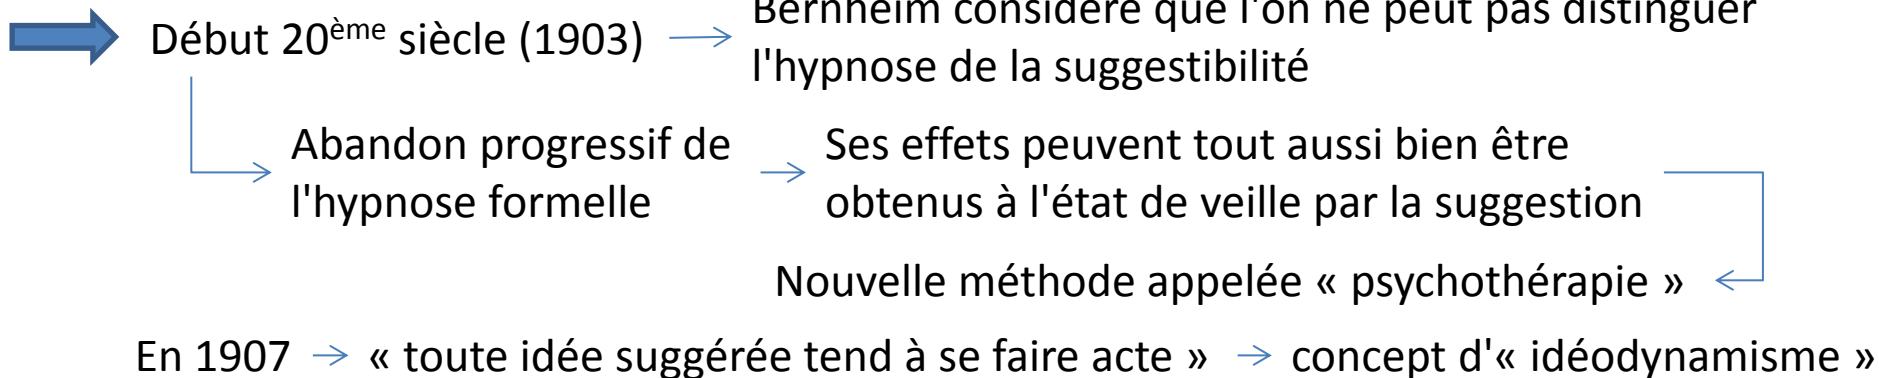 Début 20ème siècle (1903)
Bernheim considère que l'on ne peut pas distinguer
l'hypnose de la suggestibilité
Abandon progressif de
l'hypnose formelle
Ses effets peuvent tout aussi bien être
obtenus à l'état de veille par la suggestion
Nouvelle méthode appelée « psychothérapie »
En 1907 → « toute idée suggérée tend à se faire acte » → concept d'« idéodynamisme »